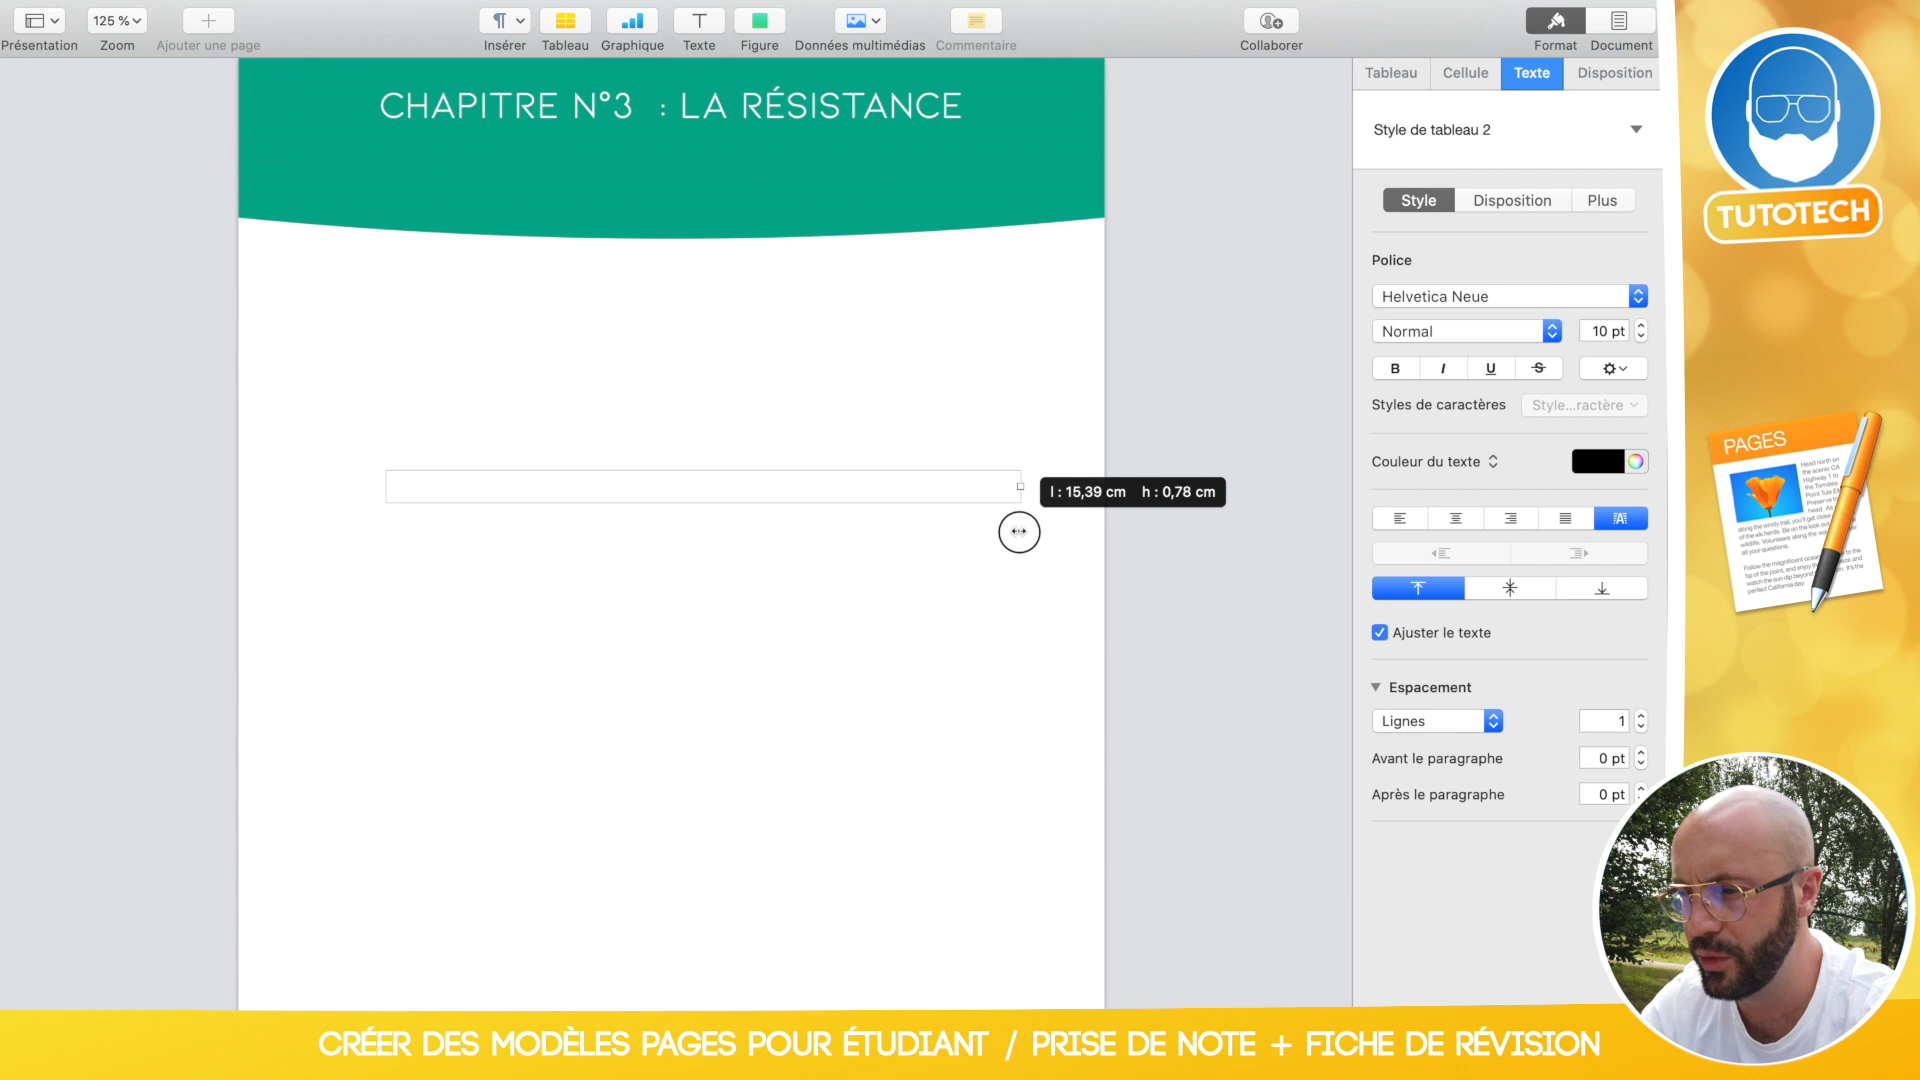 125 %
Présentation
Zoom
Ajouter une page
Insérer
Tableau
Graphique
Texte
Figure
Données multimédias
Commentaire
Collaborer
Format
Document
CHAPITRE N°3 : LA RÉSISTANCE
l : 15,39 cm h : 0,78 cm
Tableau
Cellule
Texte
Disposition
Style de tableau 2
Style
Disposition
Plus
Police
Helvetica Neue
Normal
10 pt
B I U S
Styles de caractères
Style...ractère
Couleur du texte
Ajuster le texte
Espacement
Lignes
1
Avant le paragraphe
0 pt
Après le paragraphe
0 pt
TUTOTECH
PAGES
CRÉER DES MODÈLES PAGES POUR ÉTUDIANT / PRISE DE NOTE + FICHE DE RÉVISION